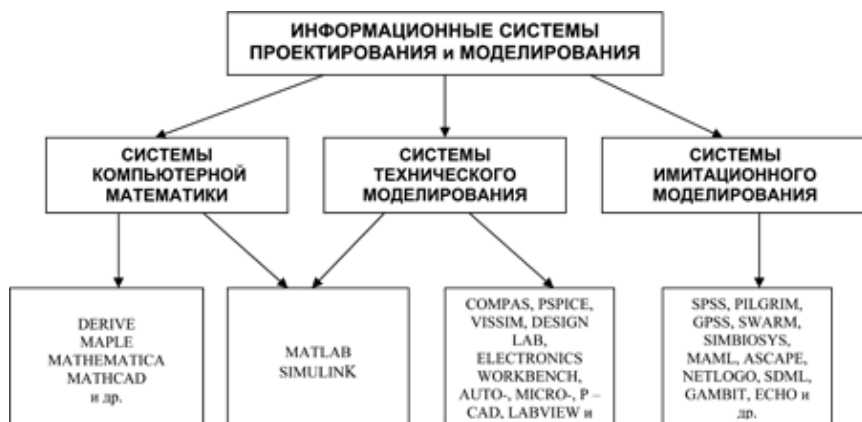 ИНФОРМАЦИОННЫЕ СИСТЕМЫ
ПРОЕКТИРОВАНИЯ и МОДЕЛИРОВАНИЯ
СИСТЕМЫ
КОМПЬЮТЕРНОЙ
МАТЕМАТИКИ
СИСТЕМЫ
ТЕХНИЧЕСКОГО
МОДЕЛИРОВАНИЯ
СИСТЕМЫ
ИМИТАЦИОННОГО
МОДЕЛИРОВАНИЯ
DERIVE
MAPLE
MATHEMATICA
MATHCAD
и др.
MATLAB
SIMULINK
COMPAS, PSPICE,
VISSIM, DESIGN
LAB,
ELECTRONICS
WORKBENCH,
AUTO-, MICRO-, P –
CAD, LABVIEW и
SPSS, PILGRIM,
GPSS, SWARM,
SIMBIOSYS,
MAML, ASCAPE,
NETLOGO, SDML,
GAMBIT, ECHO и
др.